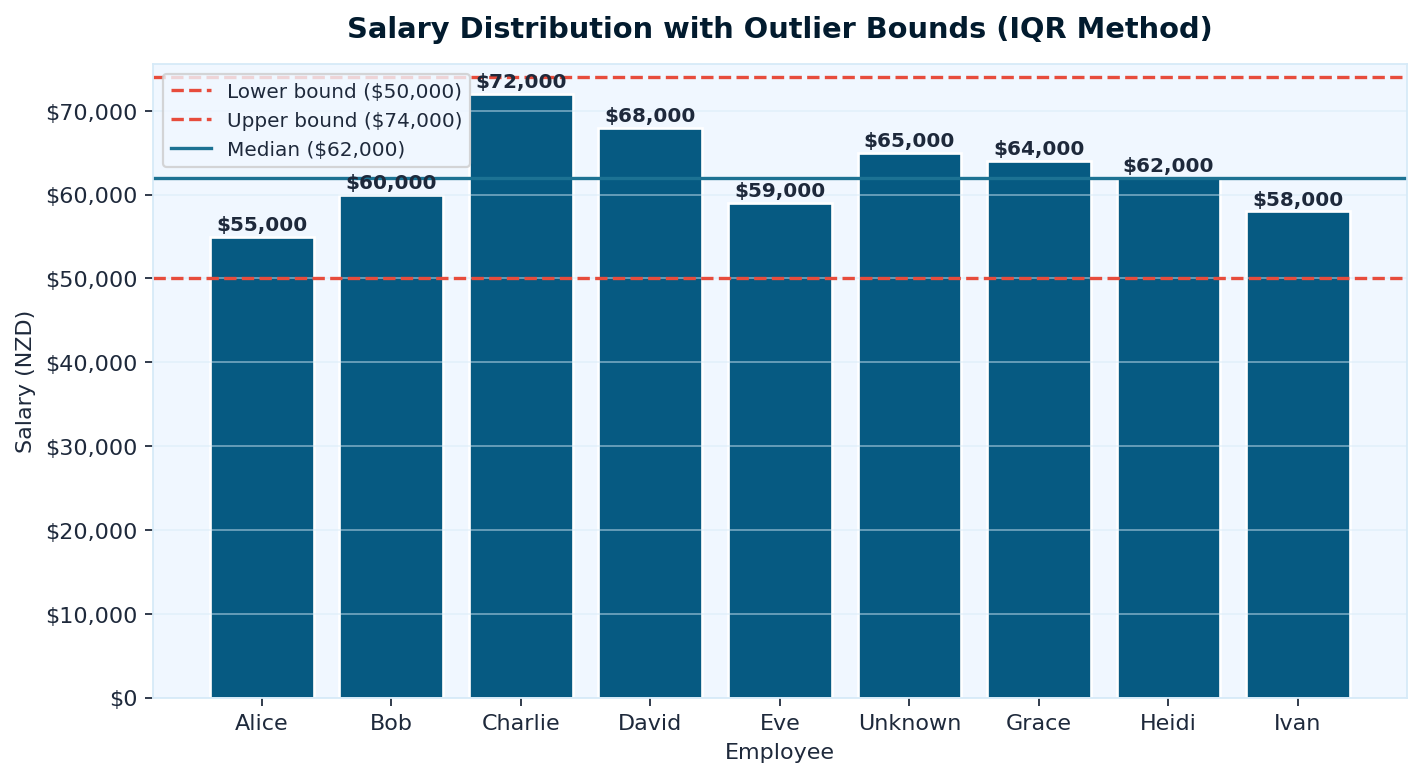 Salary Distribution with Outlier Bounds (IQR Method)
Lower bound ($50,000)
Upper bound ($74,000)
Median ($62,000)
$55,000
$60,000
$72,000
$68,000
$59,000
$65,000
$64,000
$62,000
$58,000
Salary (NZD)
$70,000
$60,000
$50,000
$40,000
$30,000
$20,000
$10,000
$0
Alice Bob Charlie David Eve Unknown Grace Heidi Ivan
Employee